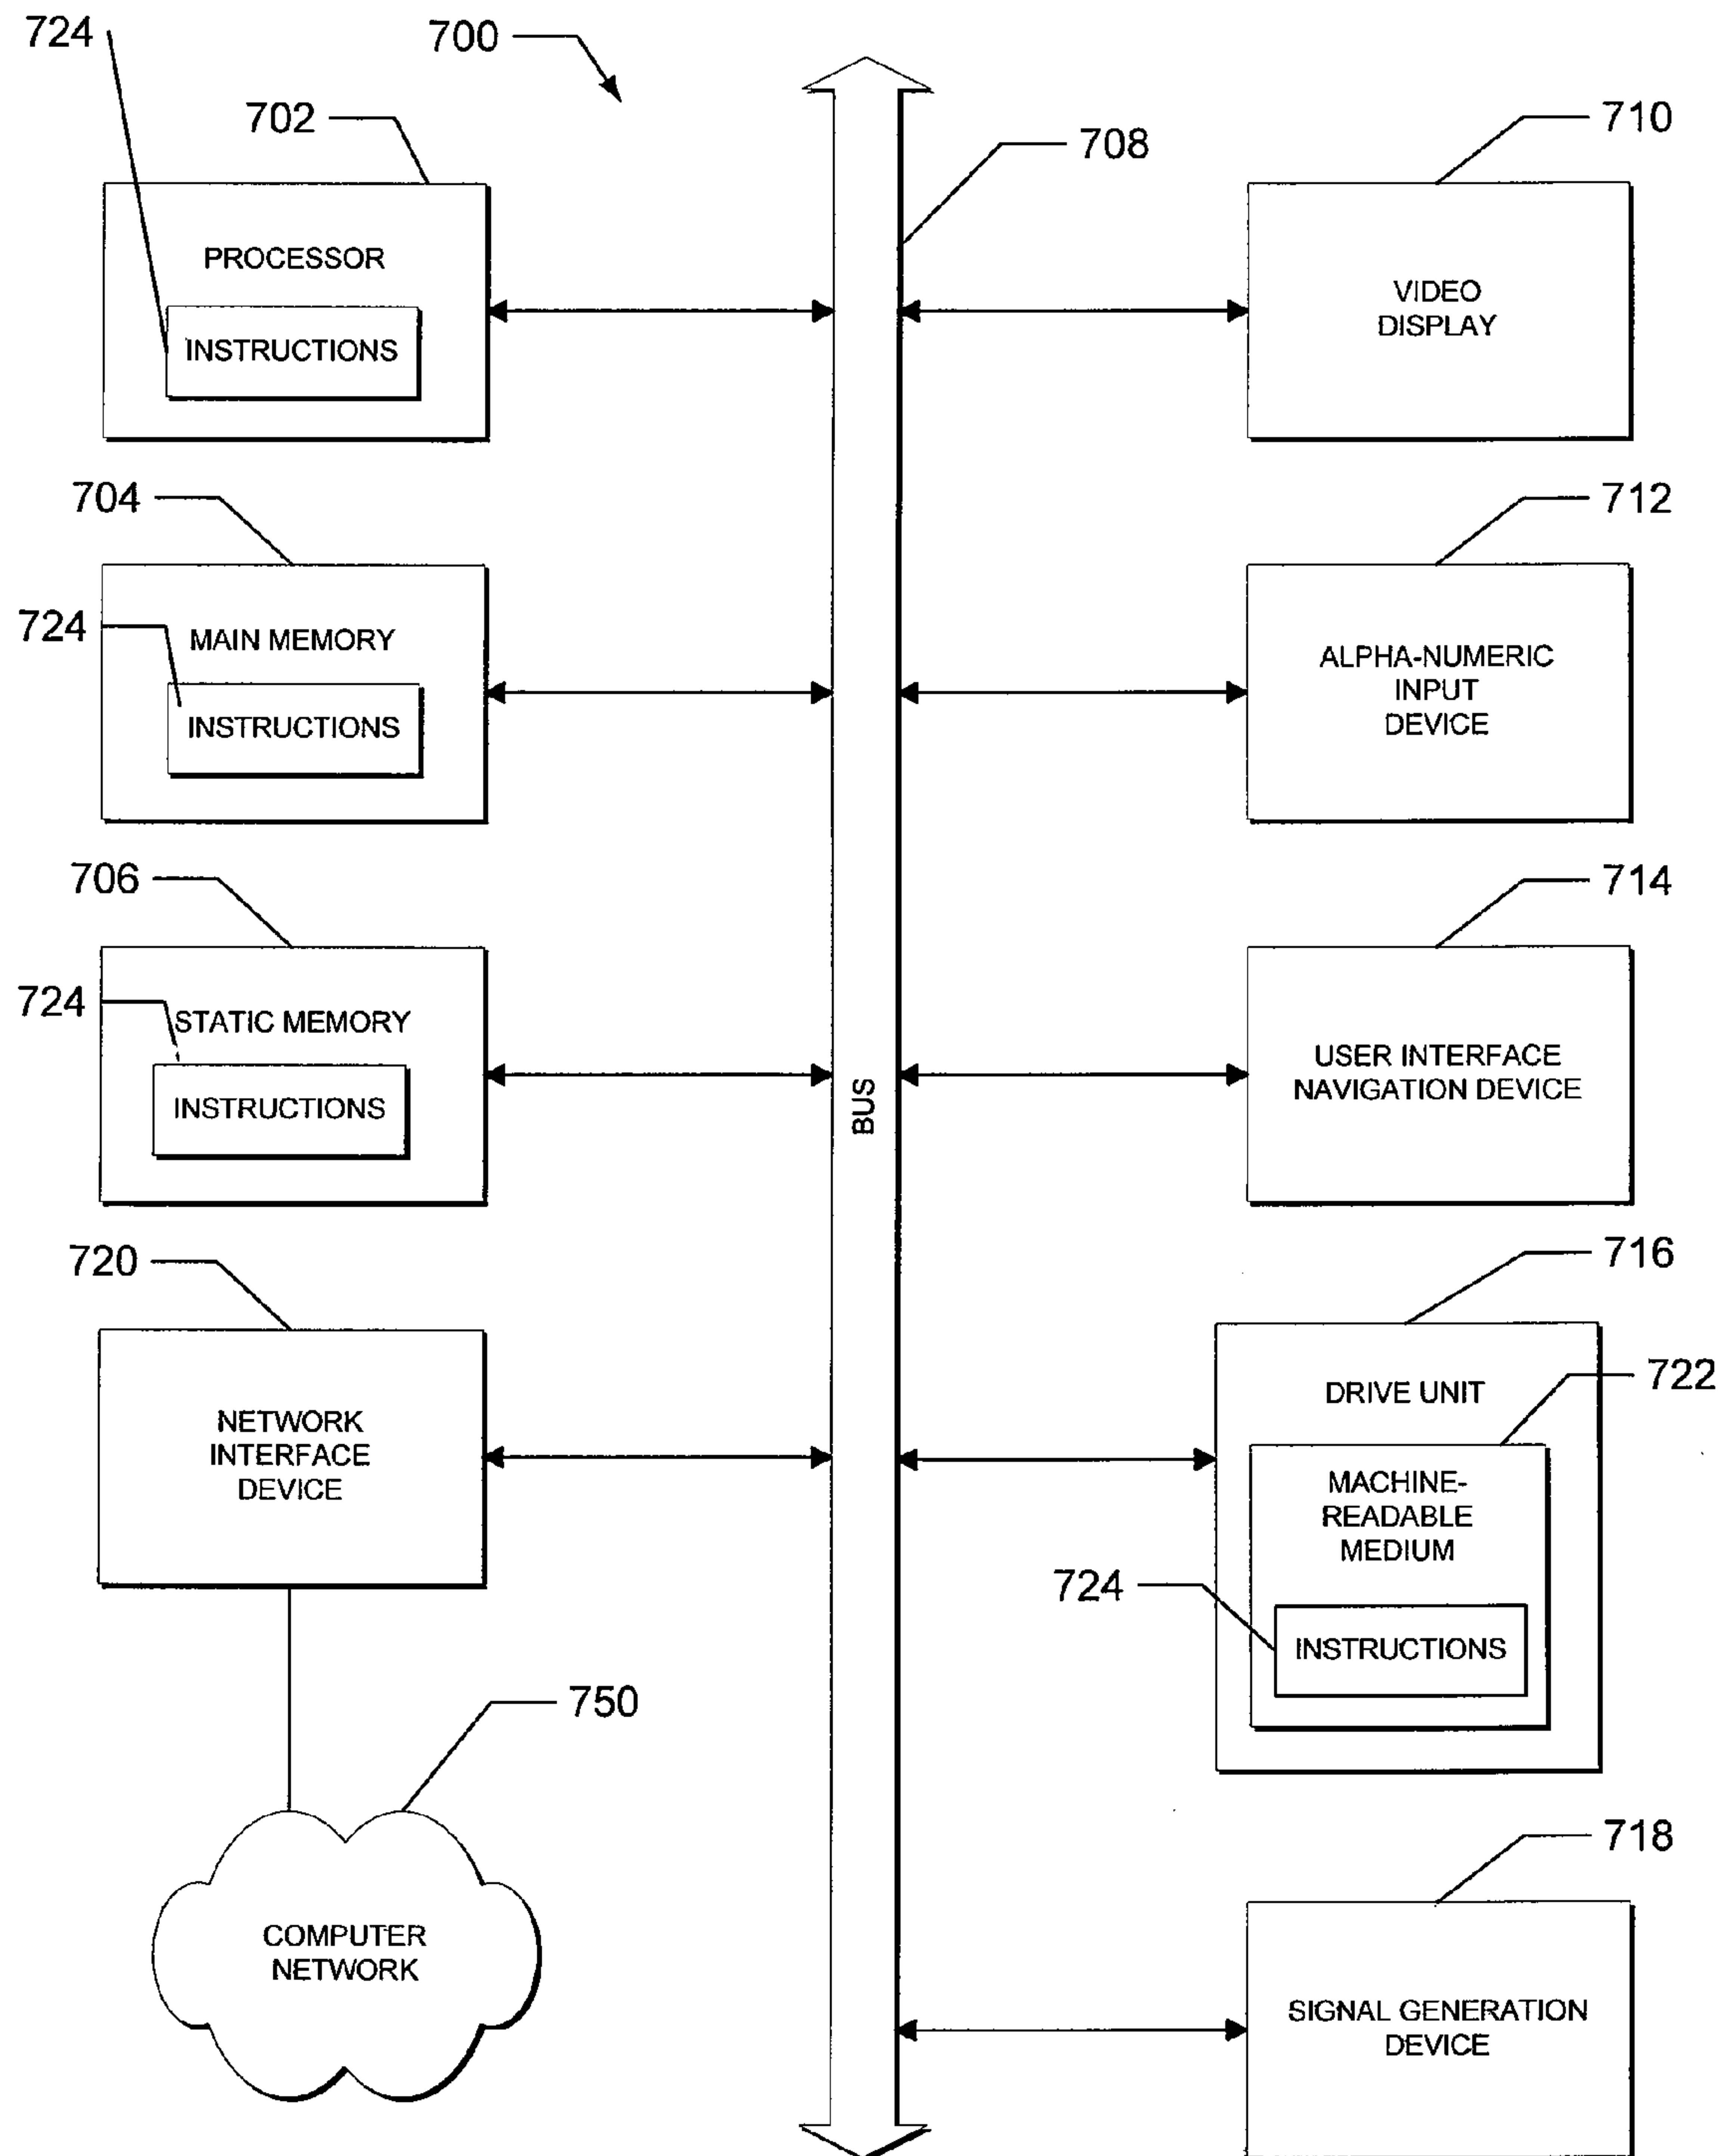 724
700
702
708
710
PROCESSOR
INSTRUCTIONS
VIDEO
DISPLAY
704
712
724
MAIN MEMORY
INSTRUCTIONS
ALPHA-NUMERIC
INPUT
DEVICE
706
714
724
STATIC MEMORY
INSTRUCTIONS
BUS
USER INTERFACE
NAVIGATION DEVICE
720
716
NETWORK
INTERFACE
DEVICE
DRIVE UNIT
722
MACHINE-
READABLE
MEDIUM
724
INSTRUCTIONS
750
718
COMPUTER
NETWORK
SIGNAL GENERATION
DEVICE